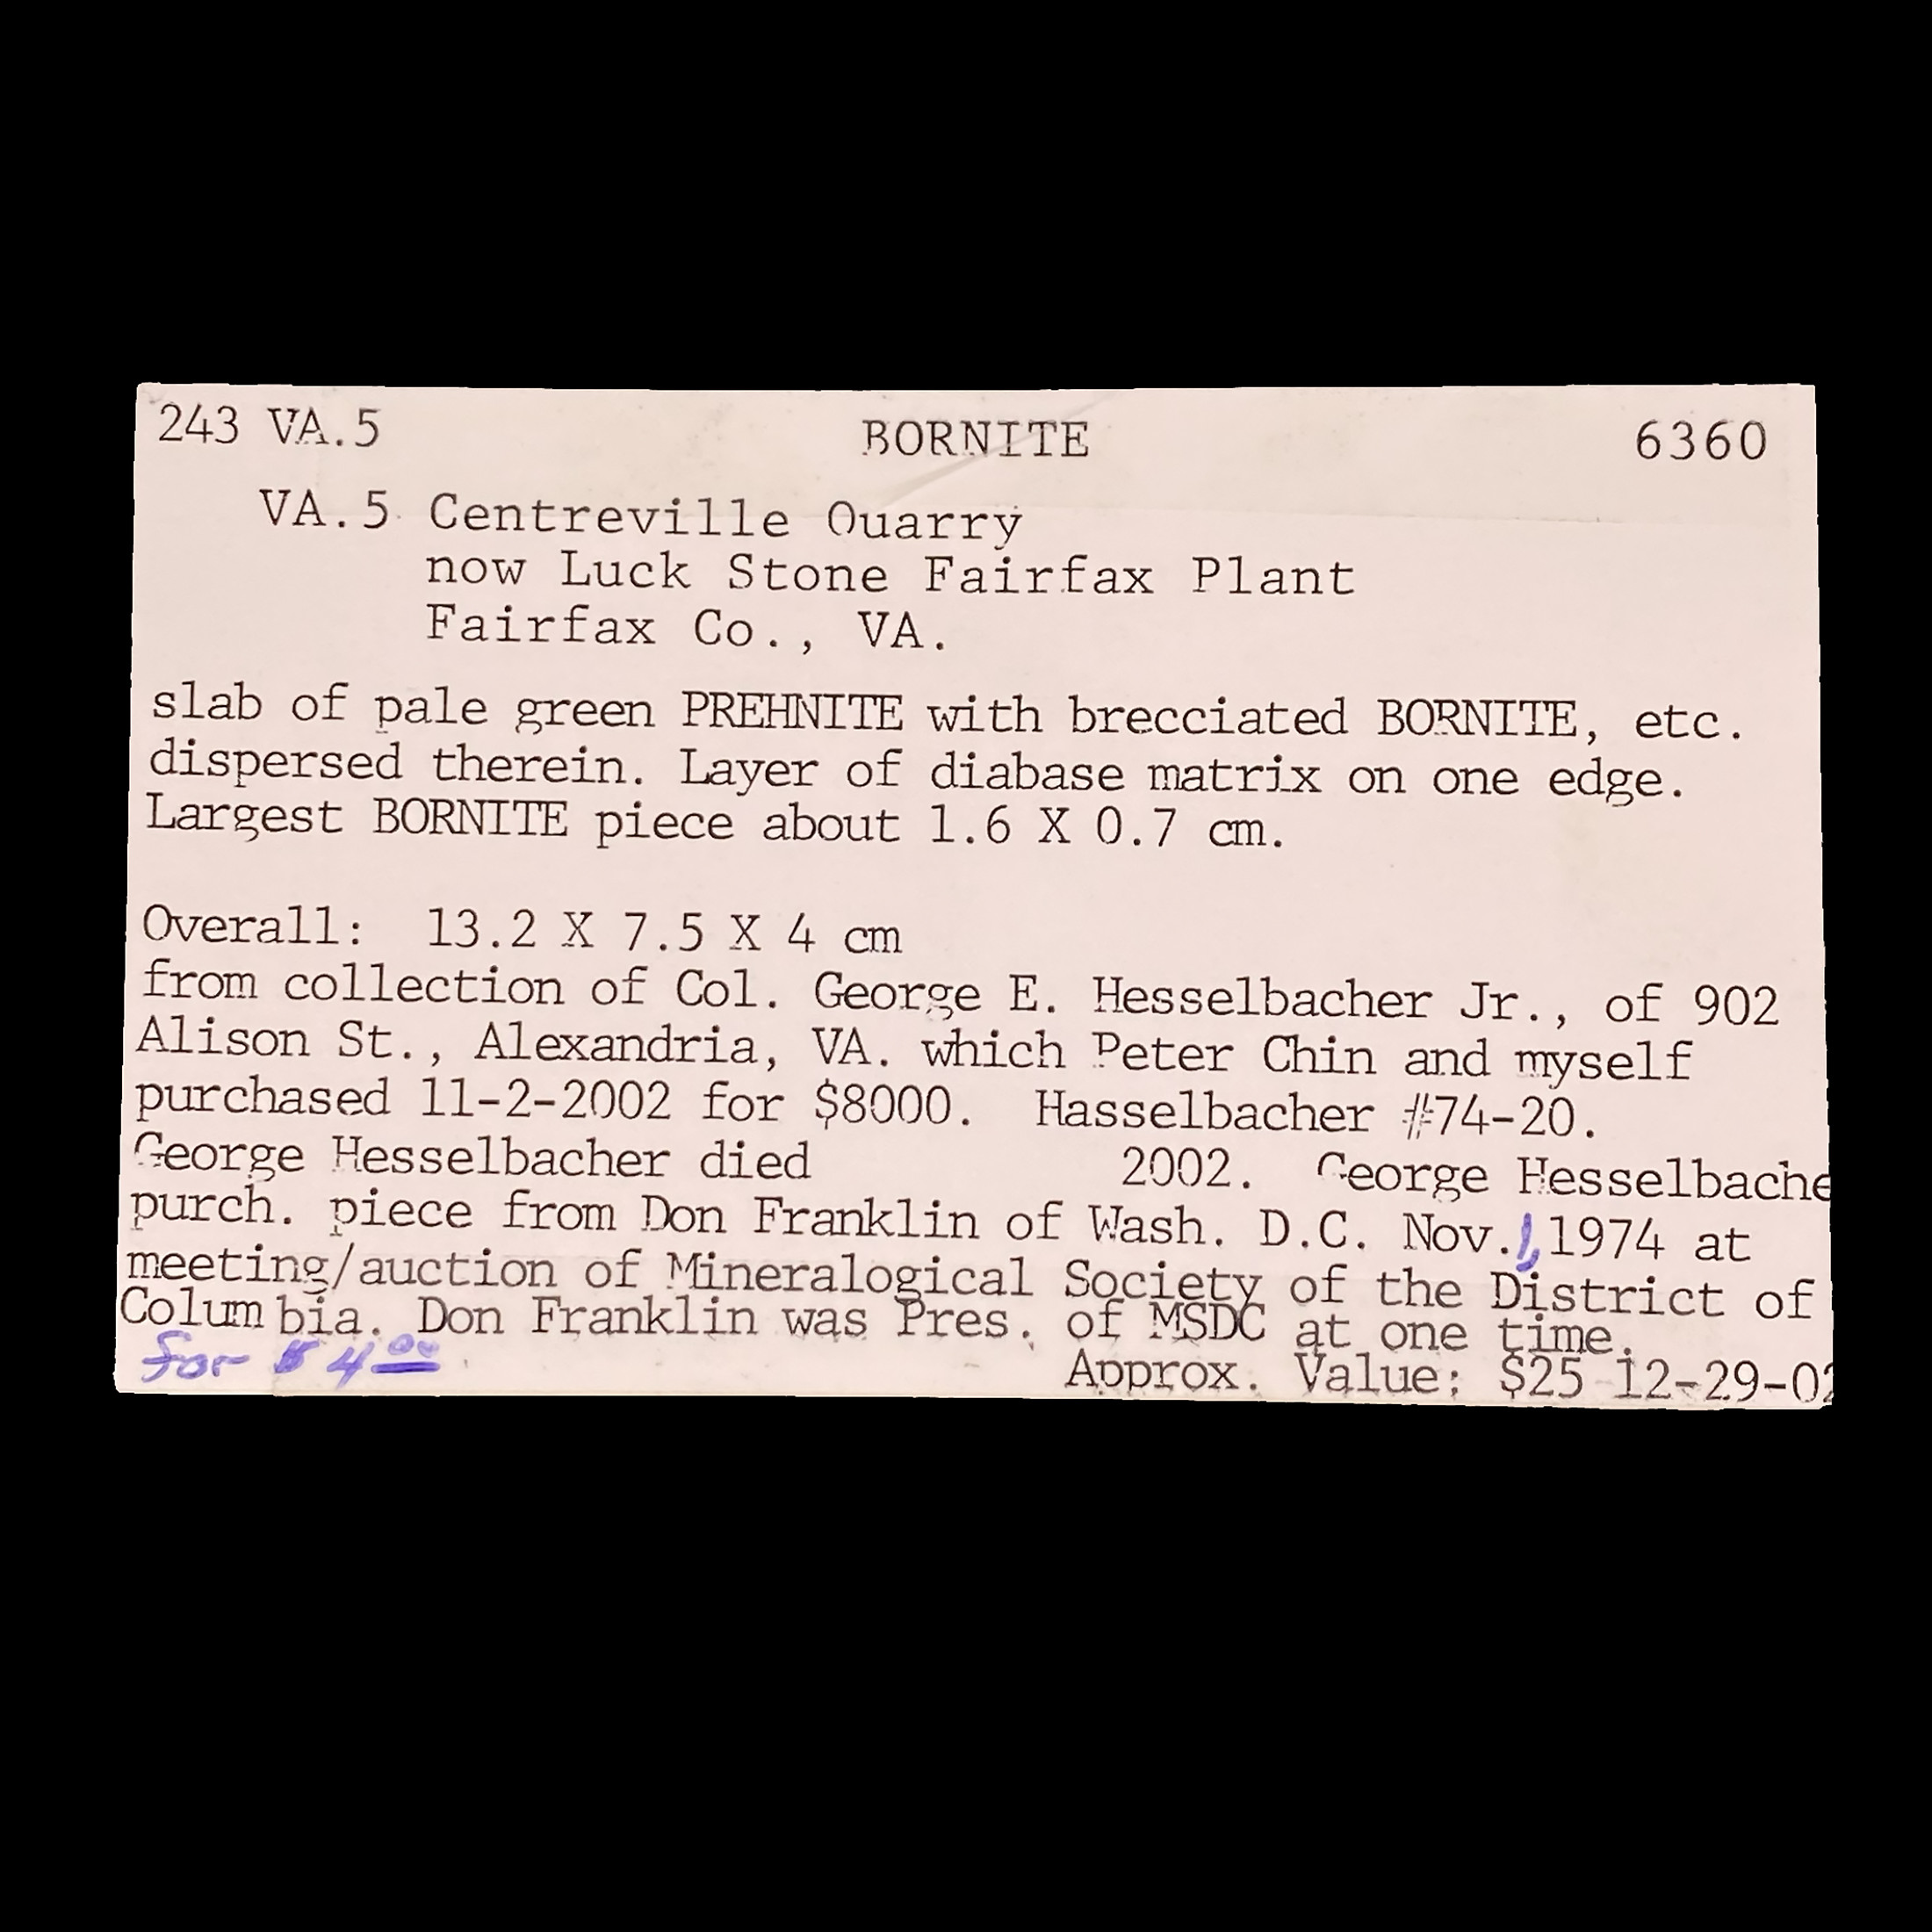 243 VA.5 BORNITE 6360
VA.5 Centreville Quarry
now Luck Stone Fairfax Plant
Fairfax Co., VA.
slab of pale green PREHNITE with brecciated BORNITE, etc.
dispersed therein. Layer of diabase matrix on one edge.
Largest BORNITE piece about 1.6 X 0.7 cm.
Overall: 13.2 X 7.5 X 4 cm
from collection of Col. George E. Hesselbacher Jr., of 902
Alison St., Alexandria, VA. which Peter Chin and myself
purchased 11-2-2002 for $8000. Hasselbacher #74-20.
George Hesselbacher died 2002. George Hesselbache
purch. piece from Don Franklin of Wash. D.C. Nov.1,1974 at
meeting/auction of Mineralogical Society of the District of
Colum bia. Don Franklin was Pres. of MSDC at one time.
for $4.00
Approx. Value: $25 12-29-02